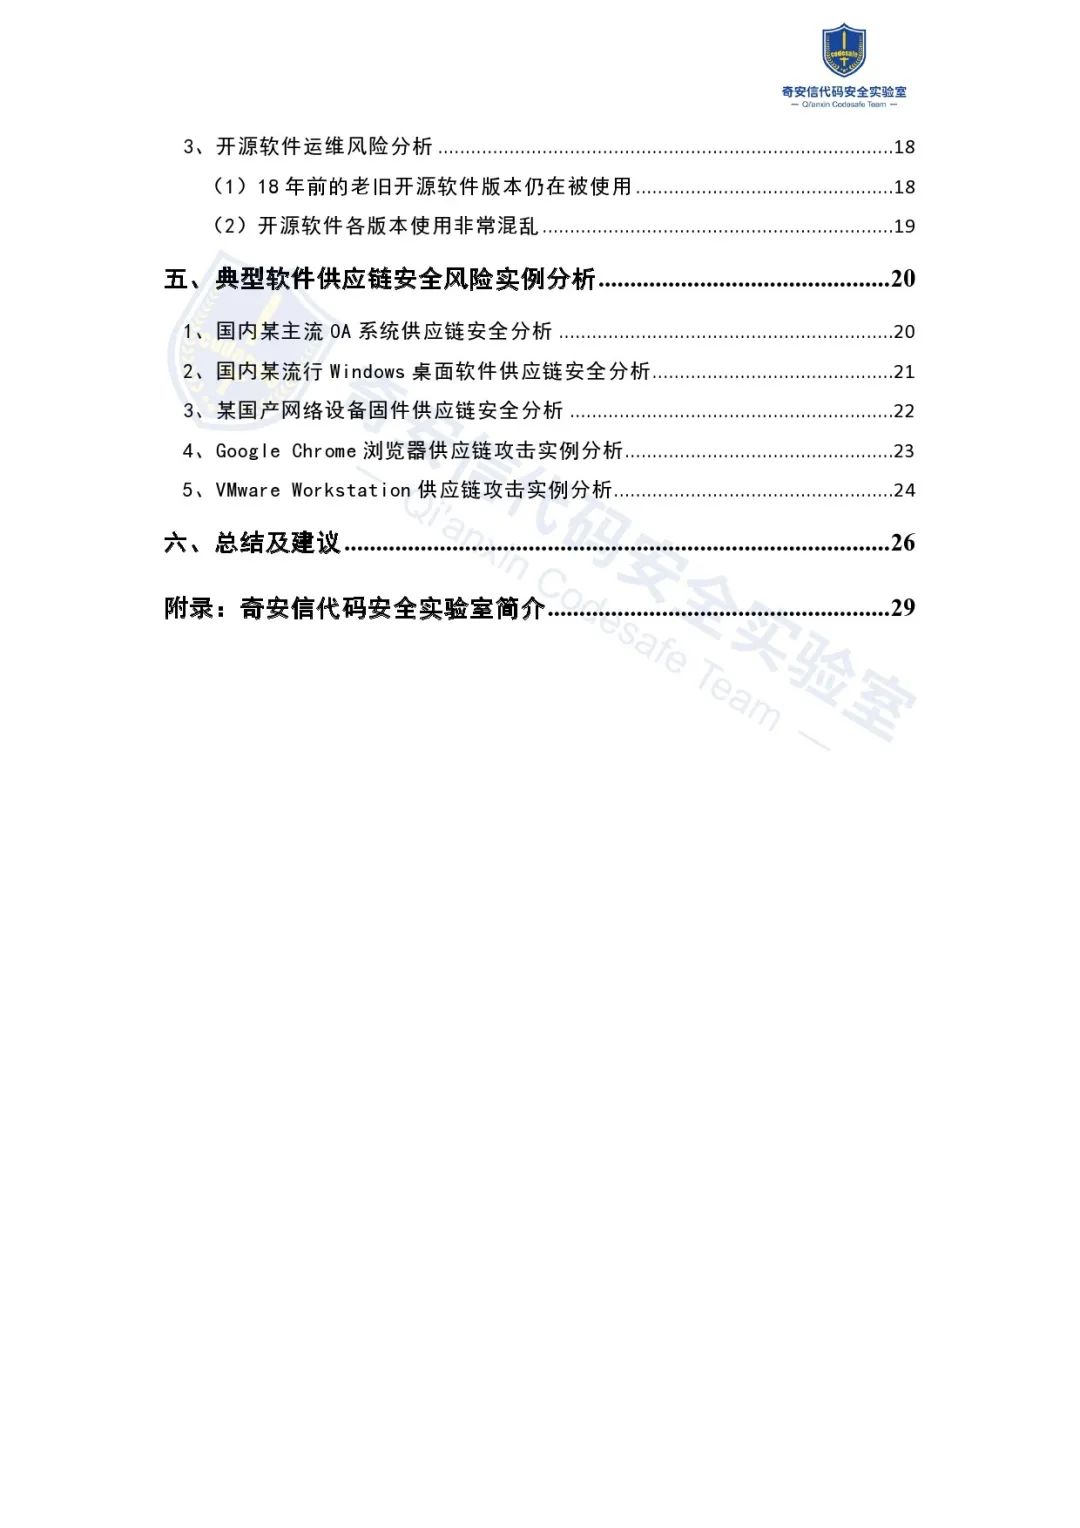 codesafe
奇安信代码安全实验室
— Qi'anxin Codesafe Team —
3、开源软件运维风险分析......18
（1）18 年前的老旧开源软件版本仍在被使用......18
（2）开源软件各版本使用非常混乱......19
五、典型软件供应链安全风险实例分析......20
1、国内某主流 OA 系统供应链安全分析......20
2、国内某流行 Windows 桌面软件供应链安全分析......21
3、某国产网络设备固件供应链安全分析......22
4、Google Chrome 浏览器供应链攻击实例分析......23
5、VMware Workstation 供应链攻击实例分析......24
六、总结及建议......26
附录：奇安信代码安全实验室简介......29
奇安信代码安全实验室
— Qi'anxin Codesafe Team —